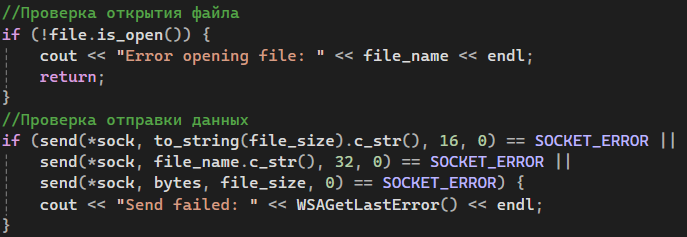 //Проверка открытия файла
if (!file.is_open()) {
    cout << "Error opening file: " << file_name << endl;
    return;
}
//Проверка отправки данных
if (send(*sock, to_string(file_size).c_str(), 16, 0) == SOCKET_ERROR ||
    send(*sock, file_name.c_str(), 32, 0) == SOCKET_ERROR ||
    send(*sock, bytes, file_size, 0) == SOCKET_ERROR) {
    cout << "Send failed: " << WSAGetLastError() << endl;
}